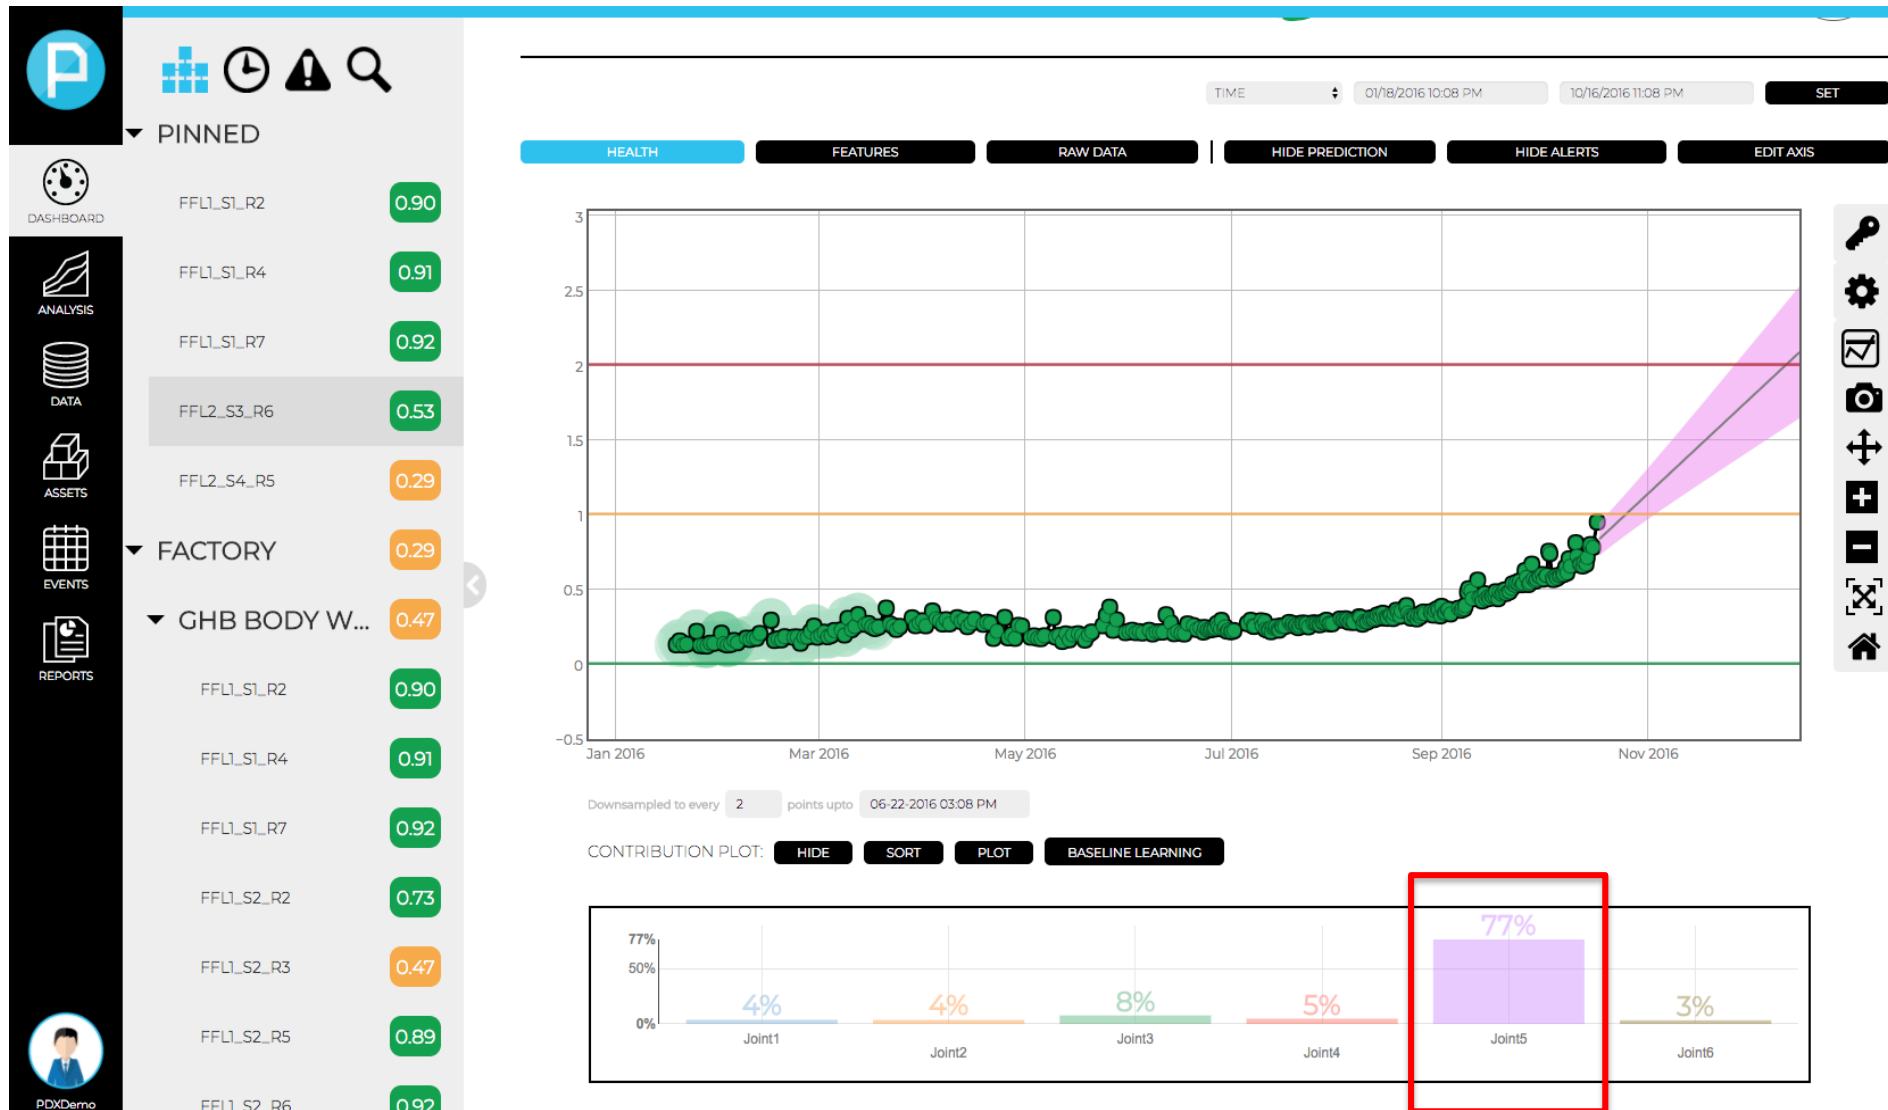 P
DASHBOARD
ANALYSIS
DATA
ASSETS
EVENTS
REPORTS
PDXDemo
PINNED
FFL1_S1_R2 0.90
FFL1_S1_R4 0.91
FFL1_S1_R7 0.92
FFL2_S3_R6 0.53
FFL2_S4_R5 0.29
FACTORY 0.29
GHB BODY W... 0.47
FFL1_S1_R2 0.90
FFL1_S1_R4 0.91
FFL1_S1_R7 0.92
FFL1_S2_R2 0.73
FFL1_S2_R3 0.47
FFL1_S2_R5 0.89
FFL1_S2_R6 0.92
TIME 01/18/2016 10:08 PM 10/16/2016 11:08 PM SET
HEALTH FEATURES RAW DATA HIDE PREDICTION HIDE ALERTS EDIT AXIS
3
2.5
2
1.5
1
0.5
0
−0.5
Jan 2016 Mar 2016 May 2016 Jul 2016 Sep 2016 Nov 2016
Downsampled to every 2 points upto 06-22-2016 03:08 PM
CONTRIBUTION PLOT: HIDE SORT PLOT BASELINE LEARNING
77%
50%
0%
4% 4% 8% 5% 77% 3%
Joint1 Joint2 Joint3 Joint4 Joint5 Joint6